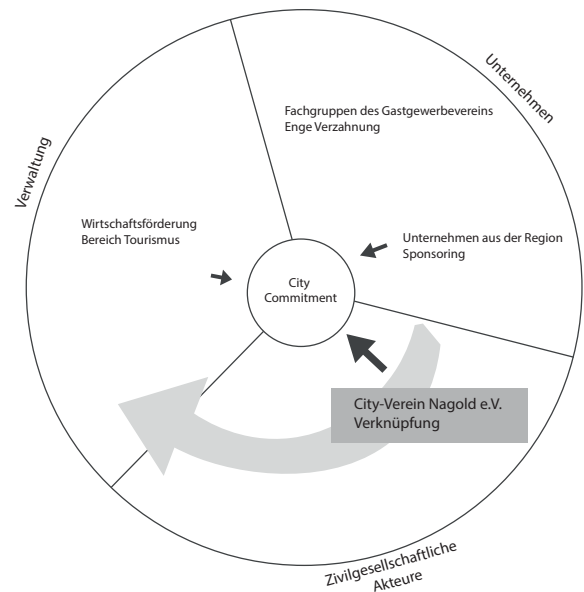 Unternehmen
Fachgruppen des Gastgewerbevereins
Enge Verzahnung
Verwaltung
Wirtschaftsförderung
Bereich Tourismus
Unternehmen aus der Region
Sponsoring
City
Commitment
City-Verein Nagold e.V.
Verknüpfung
Zivilgesellschaftliche
Akteure